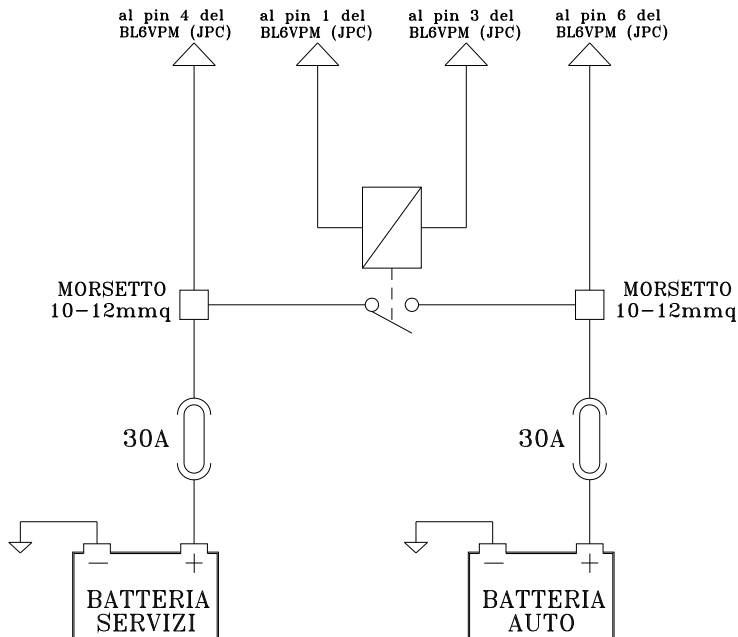 al pin 4 del
BL6VPM (JPC)
al pin 1 del
BL6VPM (JPC)
al pin 3 del
BL6VPM (JPC)
al pin 6 del
BL6VPM (JPC)
MORSETTO
10-12mmq
MORSETTO
10-12mmq
30A
30A
- +
- +
BATTERIA
SERVIZI
BATTERIA
AUTO